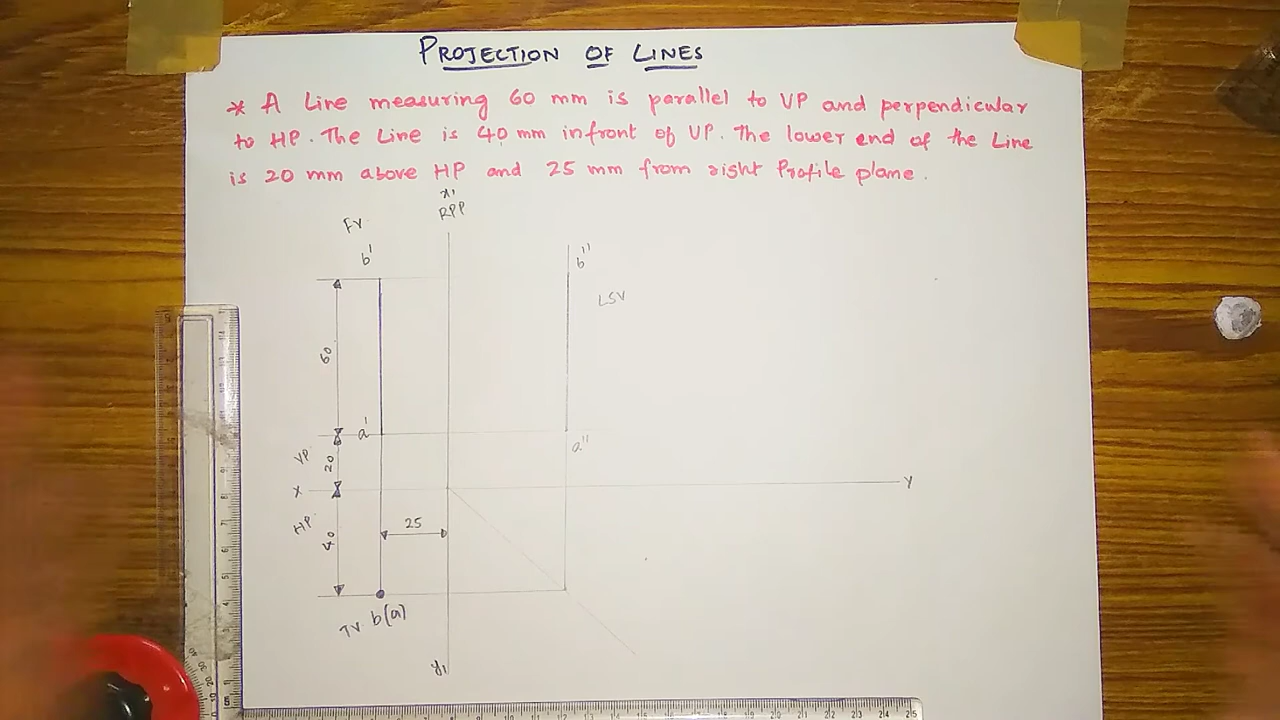 PROJECTION OF LINES
* A Line measuring 60 mm is parallel to VP and perpendicular
to HP. The Line is 40 mm infront of VP. The lower end of the Line
is 20 mm above HP and 25 mm from right Profile plane.
x1
RPP
FV
b'
b''
LSV
60
a'
a''
VP
20
X
Y
HP
25
40
TV b(a)
y1